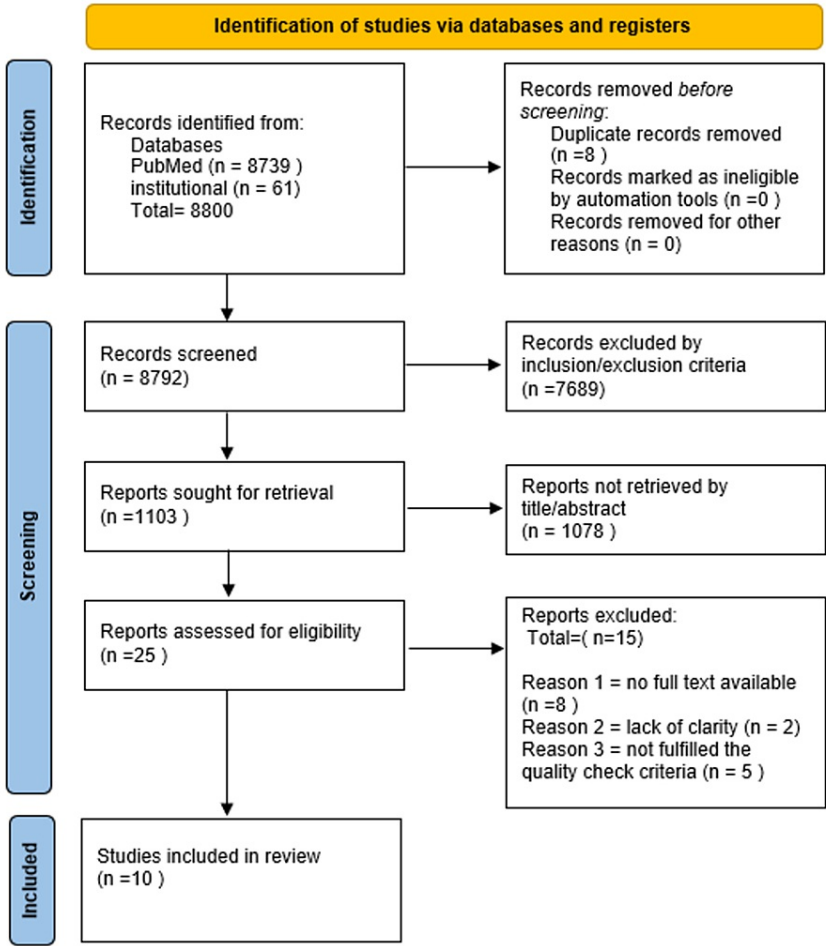 Identification of studies via databases and registers
Identification
Records identified from:
Databases
PubMed (n = 8739 )
institutional (n = 61)
Total= 8800
Records removed before
screening:
Duplicate records removed
(n =8 )
Records marked as ineligible
by automation tools (n =0 )
Records removed for other
reasons (n = 0)
Screening
Records screened
(n = 8792)
Records excluded by
inclusion/exclusion criteria
(n =7689)
Reports sought for retrieval
(n =1103 )
Reports not retrieved by
title/abstract
(n = 1078 )
Reports assessed for eligibility
(n =25 )
Reports excluded:
Total=( n=15)
Reason 1 = no full text available
(n =8 )
Reason 2 = lack of clarity (n = 2)
Reason 3 = not fulfilled the
quality check criteria (n = 5 )
Included
Studies included in review
(n =10 )